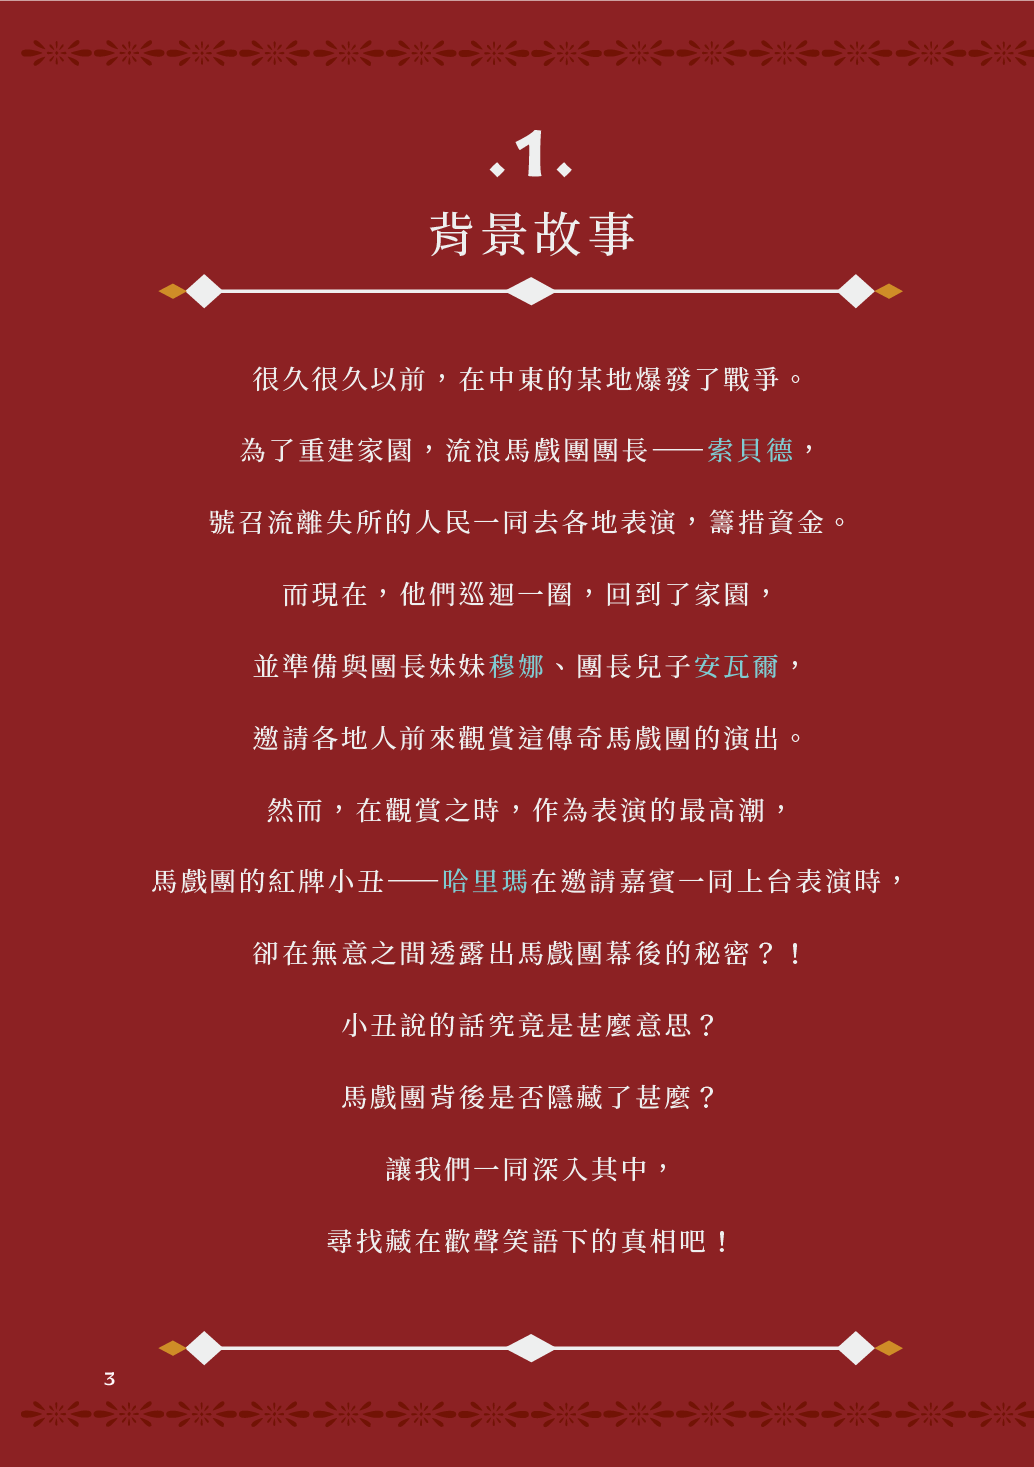 .1.
背景故事
很久很久以前，在中東的某地爆發了戰爭。
為了重建家園，流浪馬戲團團長——索貝德，
號召流離失所的人民一同去各地表演，籌措資金。
而現在，他們巡迴一圈，回到了家園，
並準備與團長妹妹穆娜、團長兒子安瓦爾，
邀請各地人前來觀賞這傳奇馬戲團的演出。
然而，在觀賞之時，作為表演的最高潮，
馬戲團的紅牌小丑——哈里瑪在邀請嘉賓一同上台表演時，
卻在無意之間透露出馬戲團幕後的秘密？！
小丑說的話究竟是甚麼意思？
馬戲團背後是否隱藏了甚麼？
讓我們一同深入其中，
尋找藏在歡聲笑語下的真相吧！
3